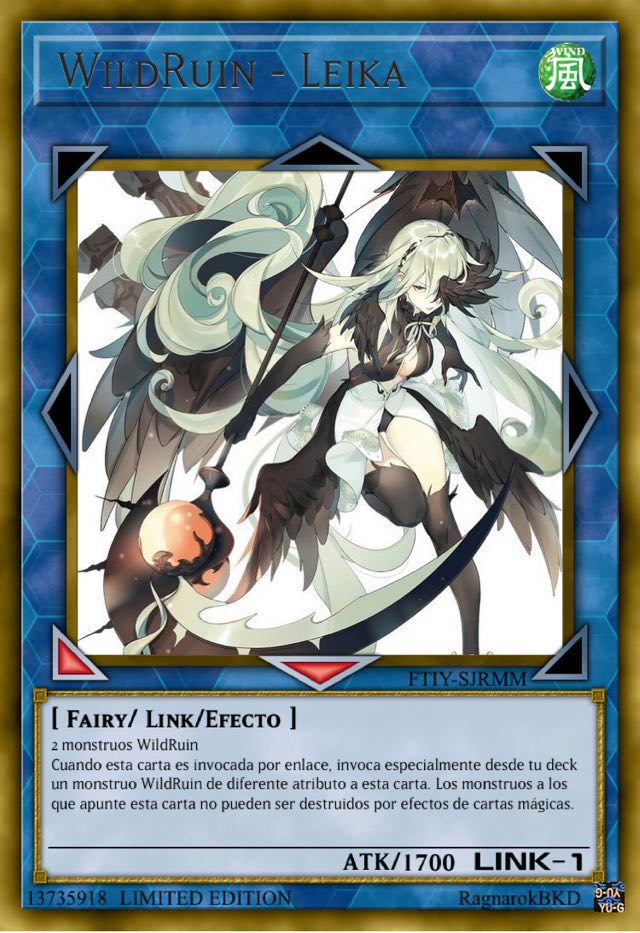 WildRuin - Leika
WIND
風
FTIY-SJRMM
[ Fairy/ Link/Efecto ]
2 monstruos WildRuin
Cuando esta carta es invocada por enlace, invoca especialmente desde tu deck
un monstruo WildRuin de diferente atributo a esta carta. Los monstruos a los
que apunte esta carta no pueden ser destruidos por efectos de cartas mágicas.
ATK/1700 LINK-1
13735918 LIMITED EDITION RagnarokBKD
YU-G
YU-G